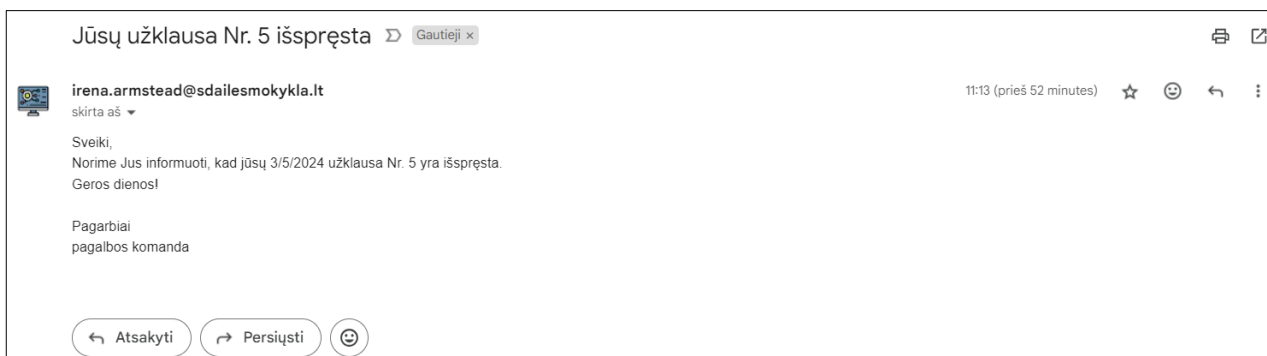 Jūsų užklausa Nr. 5 išspręsta Gautieji ×
irena.armstead@sdailesmokykla.lt 11:13 (prieš 52 minutes)
skirta aš
Sveiki,
Norime Jus informuoti, kad jūsų 3/5/2024 užklausa Nr. 5 yra išspręsta.
Geros dienos!
Pagarbiai
pagalbos komanda
Atsakyti Persiųsti